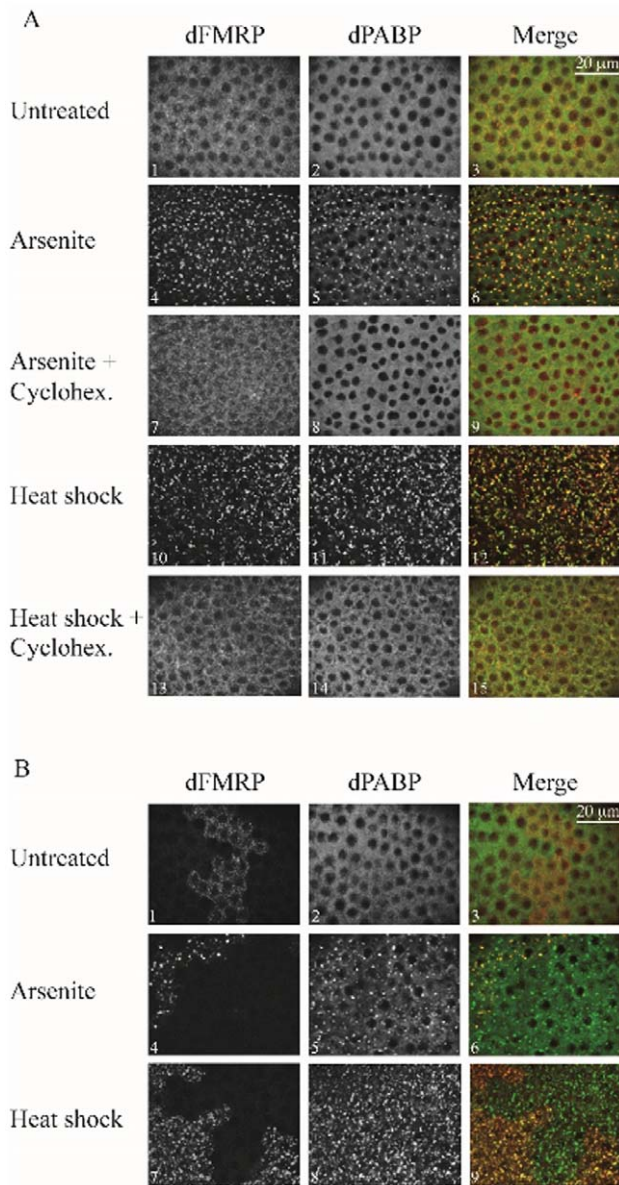 A
dFMRP dPABP Merge
Untreated
20 µm
1 2 3
Arsenite
4 5 6
Arsenite +
Cyclohex.
7 8 9
Heat shock
10 11 12
Heat shock +
Cyclohex.
13 14 15
B
dFMRP dPABP Merge
Untreated
20 µm
1 2 3
Arsenite
4 5 6
Heat shock
7 8 9